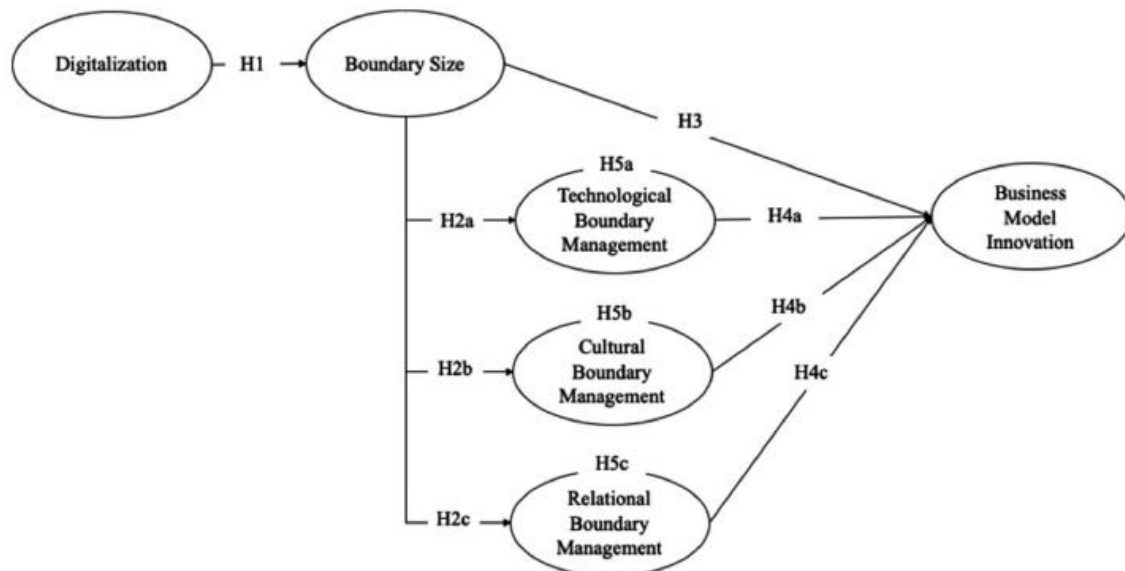 Digitalization
H1
Boundary Size
H3
H5a
Technological
Boundary
Management
H2a
H4a
Business
Model
Innovation
H5b
Cultural
Boundary
Management
H2b
H4b
H4c
H5c
Relational
Boundary
Management
H2c